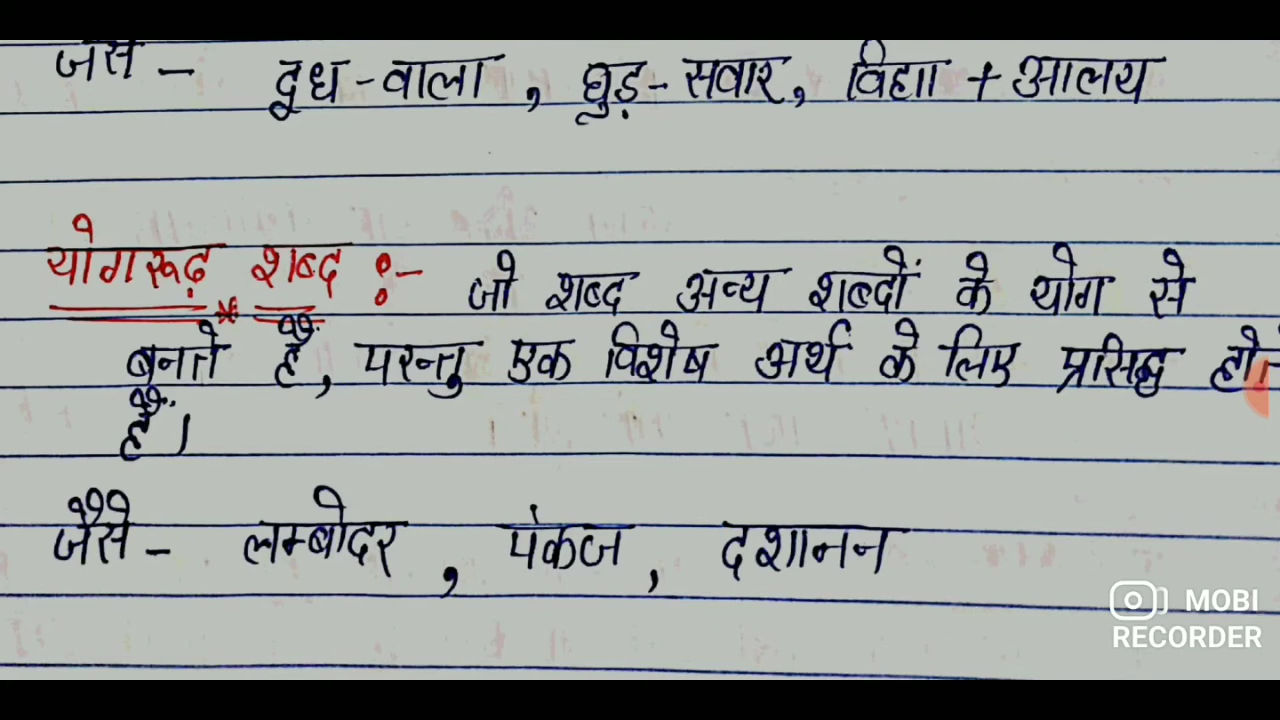 जैसे – दूध-वाला, घुड़-सवार, विद्या + आलय
योगरूढ़ शब्द :- जो शब्द अन्य शब्दों के योग से
बनते हैं, परन्तु एक विशेष अर्थ के लिए प्रसिद्ध
हैं।
जैसे – लम्बोदर, पंकज, दशानन
MOBI
RECORDER